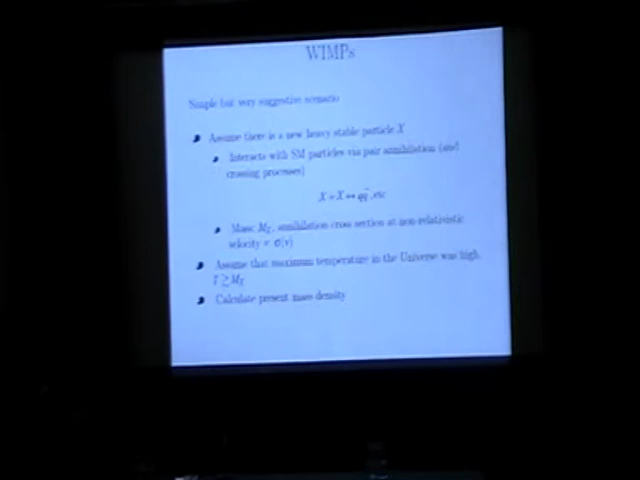 WIMPs
Simple but very suggestive scenario
Assume there is a new heavy stable particle X
Interacts with SM particles via pair annihilation (and
crossing processes)
X + X ↔ qq̄, etc
Mass: M_X, annihilation cross section at non-relativistic
velocity v: σ(v)
Assume that maximum temperature in the Universe was high,
T ≳ M_X
Calculate present mass density